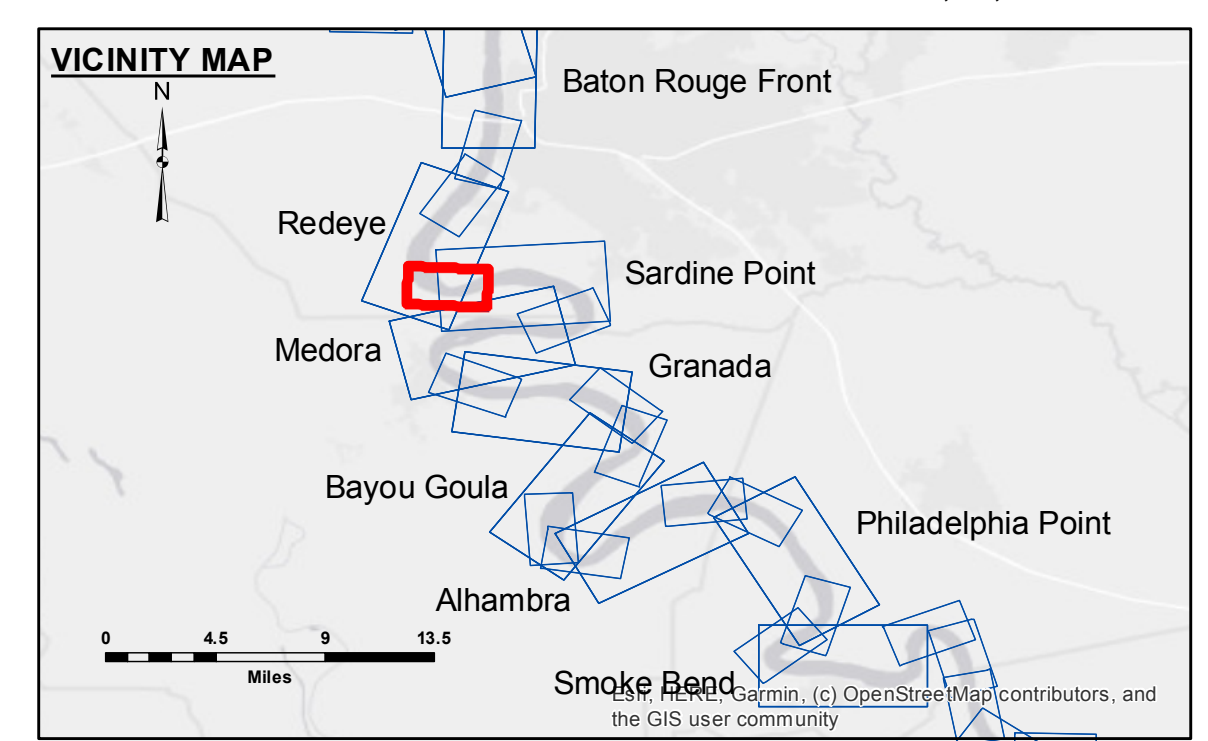 VICINITY MAP
N
Baton Rouge Front
Redeye
Sardine Point
Medora
Granada
Bayou Goula
Philadelphia Point
Alhambra
0 4.5 9 13.5
Miles
Smoke Bend
Esri, HERE, Garmin, (c) OpenStreetMap contributors, and
the GIS user community